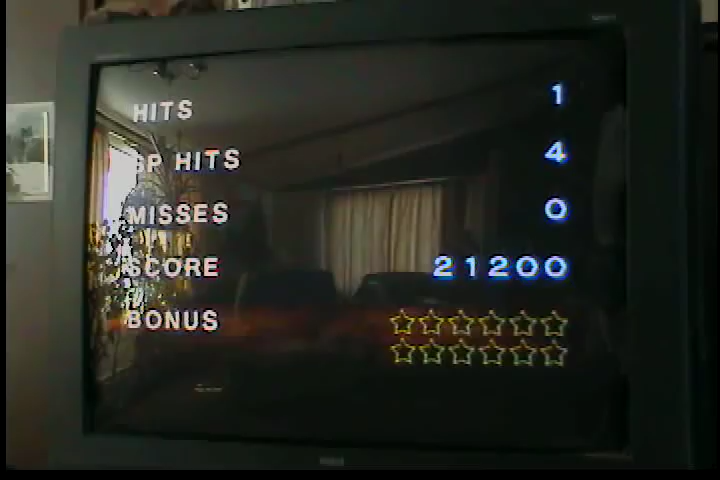 HITS 1
SP HITS 4
MISSES 0
SCORE 21200
BONUS